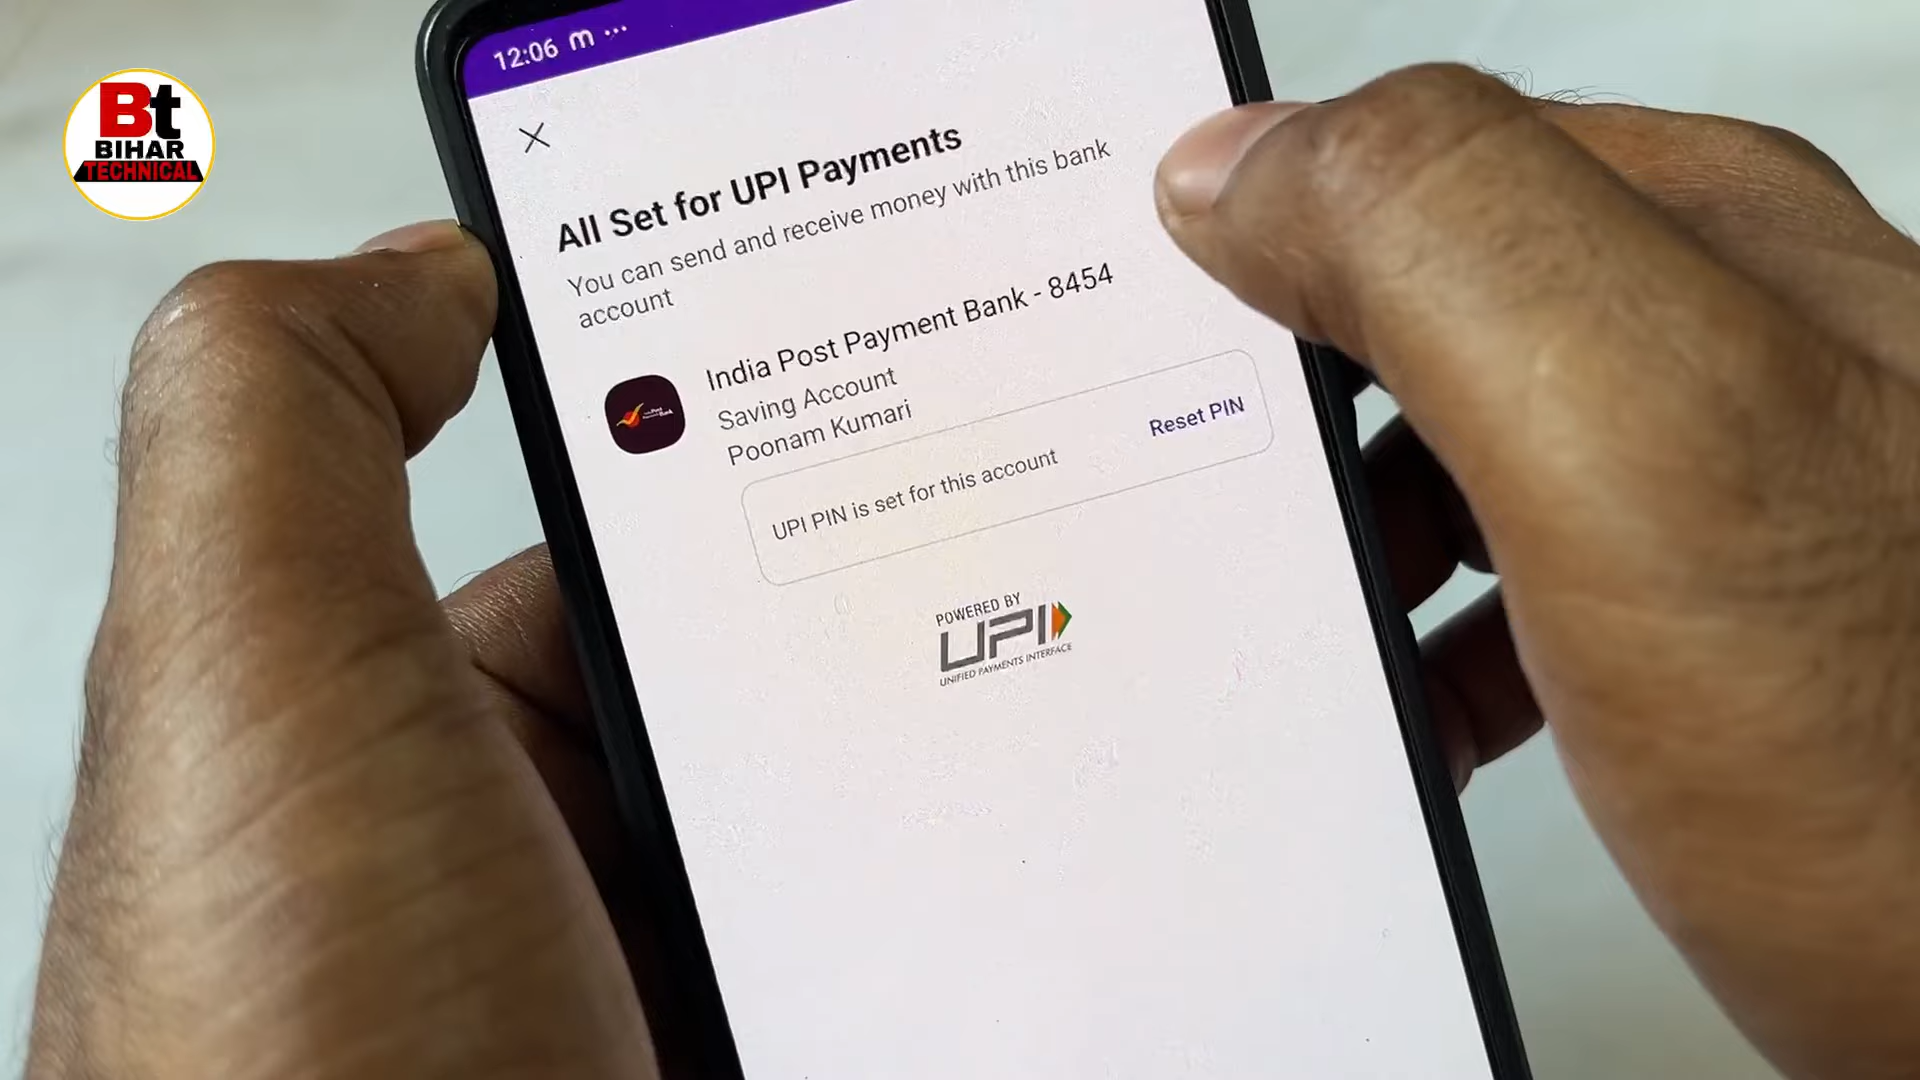 12:06 m ...
Bt
BIHAR
TECHNICAL
All Set for UPI Payments
You can send and receive money with this bank
account
India Post Payment Bank - 8454
Saving Account
Poonam Kumari
UPI PIN is set for this account
Reset PIN
POWERED BY
UPI
UNIFIED PAYMENTS INTERFACE